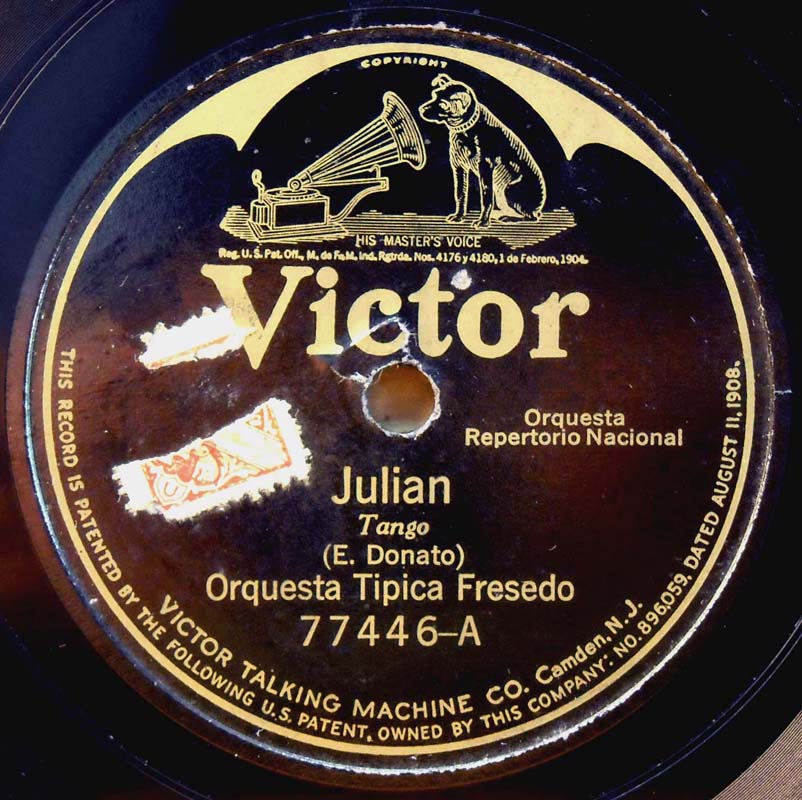 COPYRIGHT
HIS MASTER'S VOICE
Reg. U.S. Pat. Off., M. de F. M. Ind. Rgtrda. Nos. 4176 y 4180, 1 de Febrero, 1904.
Victor
Orquesta
Repertorio Nacional
Julian
Tango
(E. Donato)
Orquesta Tipica Fresedo
77446-A
VICTOR TALKING MACHINE CO. Camden, N.J.
THIS RECORD IS PATENTED BY THE FOLLOWING U.S. PATENT, OWNED BY THIS COMPANY: NO. 896,059, DATED AUGUST 11, 1908.